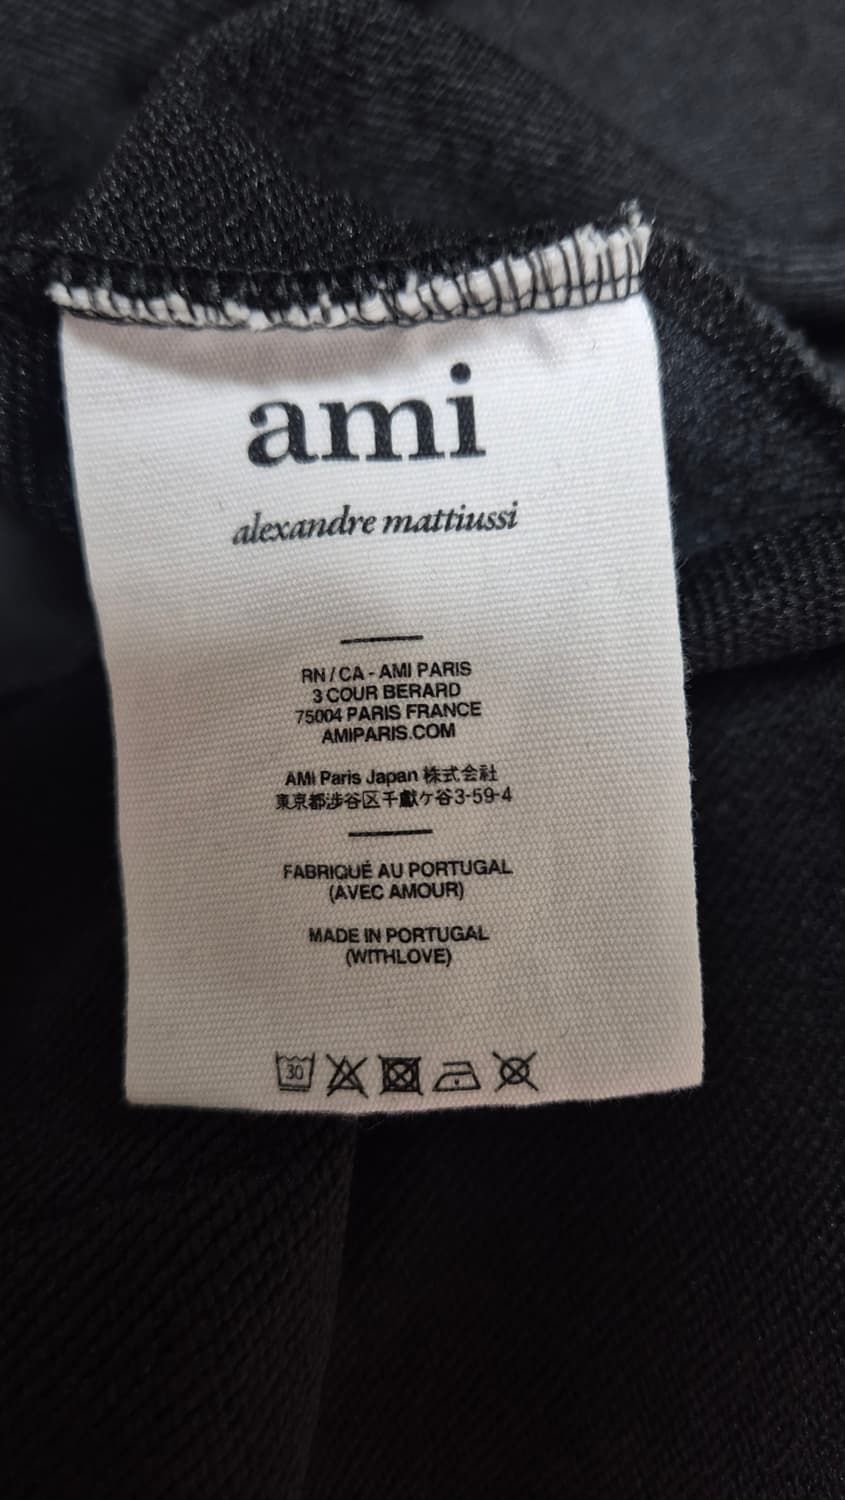 ami
alexandre mattiussi
RN / CA - AMI PARIS
3 COUR BERARD
75004 PARIS FRANCE
AMIPARIS.COM
AMI Paris Japan 株式会社
東京都渉谷区千獻ケ谷3-59-4
FABRIQUÉ AU PORTUGAL
(AVEC AMOUR)
MADE IN PORTUGAL
(WITHLOVE)
30